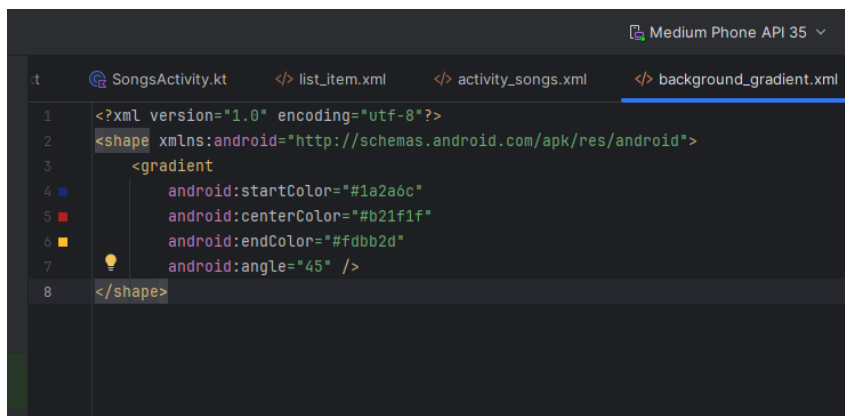 Medium Phone API 35
SongsActivity.kt list_item.xml activity_songs.xml background_gradient.xml
1 <?xml version="1.0" encoding="utf-8"?>
2 <shape xmlns:android="http://schemas.android.com/apk/res/android">
3 <gradient
4 android:startColor="#1a2a6c"
5 android:centerColor="#b21f1f"
6 android:endColor="#fdbb2d"
7 android:angle="45" />
8 </shape>